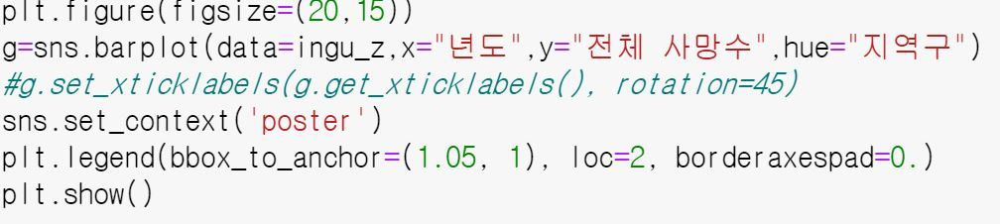 plt.figure(figsize=(20,15))
g=sns.barplot(data=ingu_z,x="년도",y="전체 사망수",hue="지역구")
#g.set_xticklabels(g.get_xticklabels(), rotation=45)
sns.set_context('poster')
plt.legend(bbox_to_anchor=(1.05, 1), loc=2, borderaxespad=0.)
plt.show()